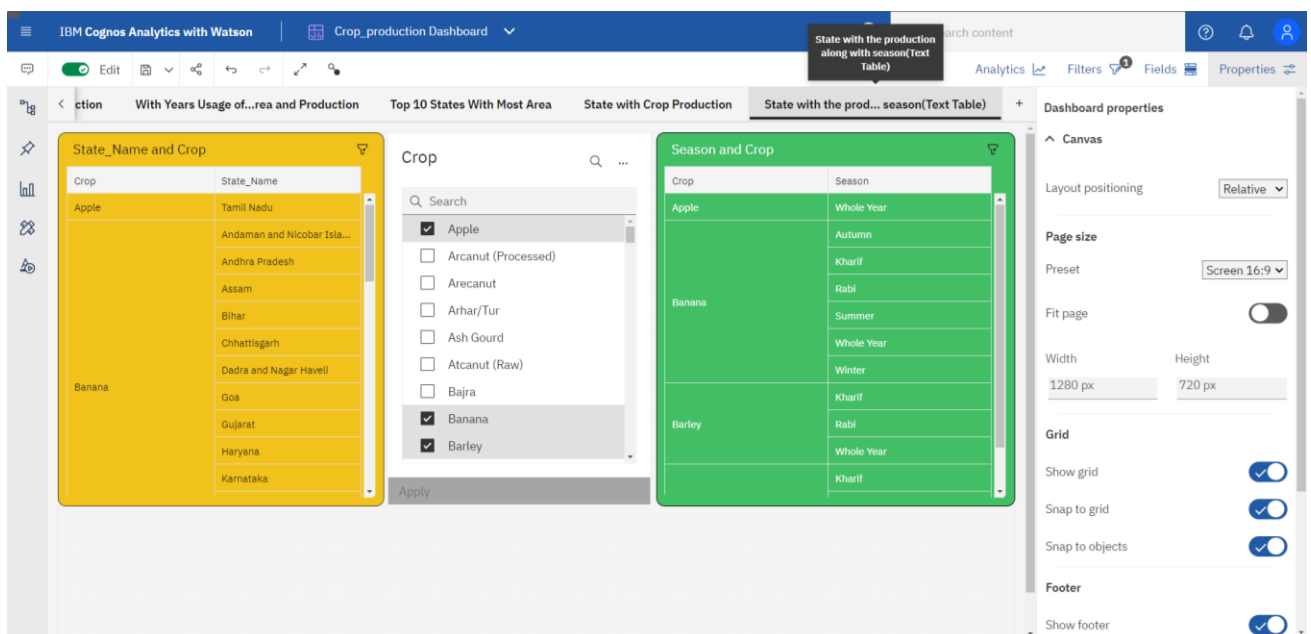 IBM Cognos Analytics with Watson
Crop_production Dashboard
State with the production
along with season(Text
Table)
arch content
Edit
Analytics
Filters
1
Fields
Properties
ction
With Years Usage of...rea and Production
Top 10 States With Most Area
State with Crop Production
State with the prod... season(Text Table)
+
State_Name and Crop
Crop
State_Name
Apple
Tamil Nadu
Andaman and Nicobar Isla...
Andhra Pradesh
Assam
Bihar
Chhattisgarh
Dadra and Nagar Haveli
Banana
Goa
Gujarat
Haryana
Karnataka
Crop
...
Search
Apple
Arcanut (Processed)
Arecanut
Arhar/Tur
Ash Gourd
Atcanut (Raw)
Bajra
Banana
Barley
Apply
Season and Crop
Crop
Season
Apple
Whole Year
Autumn
Kharif
Rabi
Banana
Summer
Whole Year
Winter
Kharif
Barley
Rabi
Whole Year
Kharif
Dashboard properties
Canvas
Layout positioning
Relative
Page size
Preset
Screen 16:9
Fit page
Width
Height
1280 px
720 px
Grid
Show grid
Snap to grid
Snap to objects
Footer
Show footer